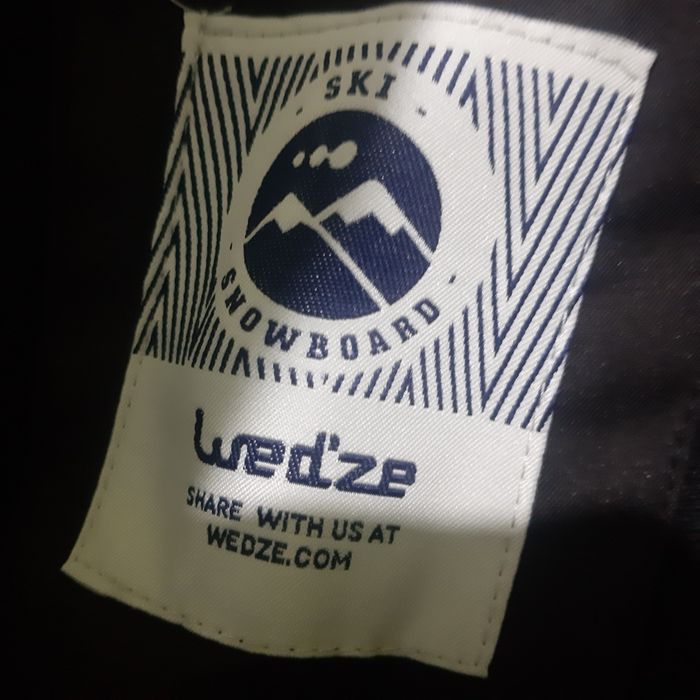 SKI
SNOWBOARD
wed'ze
SHARE WITH US AT
WEDZE.COM